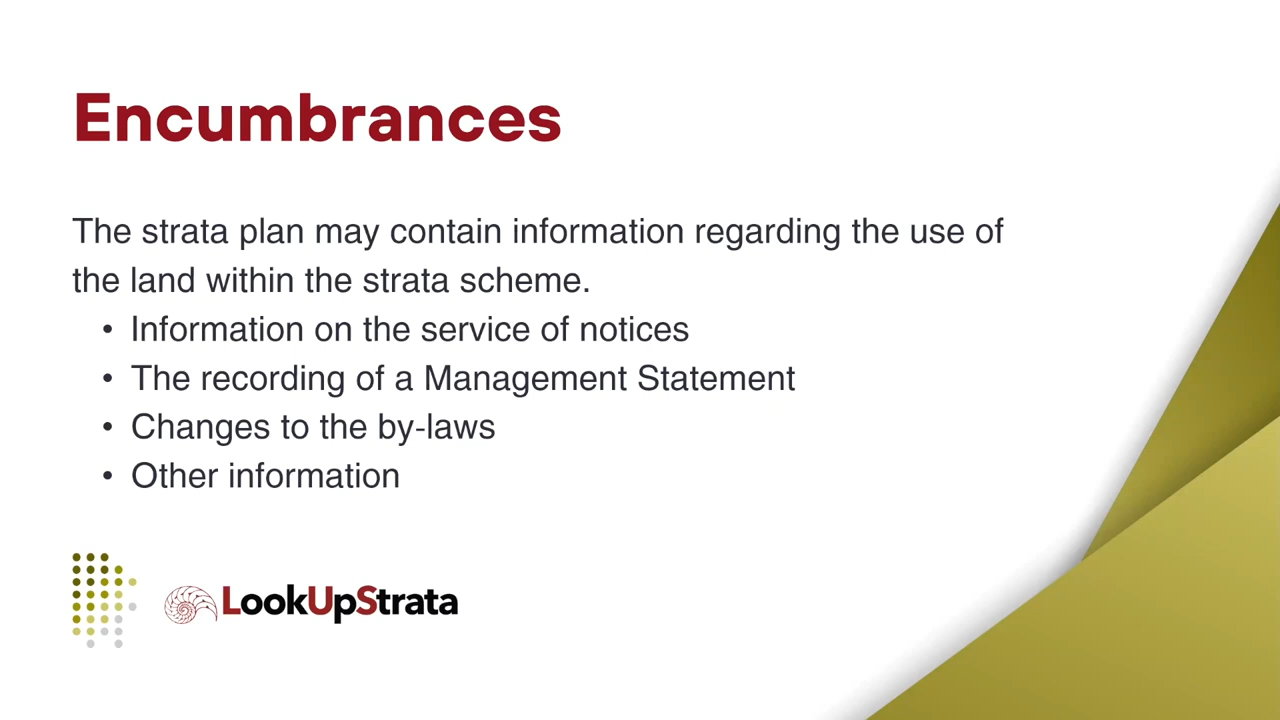 Encumbrances
The strata plan may contain information regarding the use of
the land within the strata scheme.
• Information on the service of notices
• The recording of a Management Statement
• Changes to the by-laws
• Other information
LookUpStrata